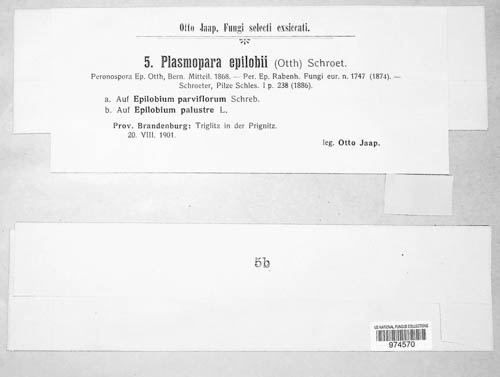 Otto Jaap, Fungi selecti exsiccati.
5. Plasmopara epilobii (Otth) Schroet.
Peronospora Ep. Otth, Bern. Mitteil. 1868. — Per. Ep. Rabenh. Fungi eur. n. 1747 (1874). —
Schroeter, Pilze Schles. I p. 238 (1886).
a. Auf Epilobium parviflorum Schreb.
b. Auf Epilobium palustre L.
Prov. Brandenburg: Triglitz in der Prignitz.
20. VIII. 1901.
leg. Otto Jaap.
5b
US NATIONAL FUNGUS COLLECTIONS
974570